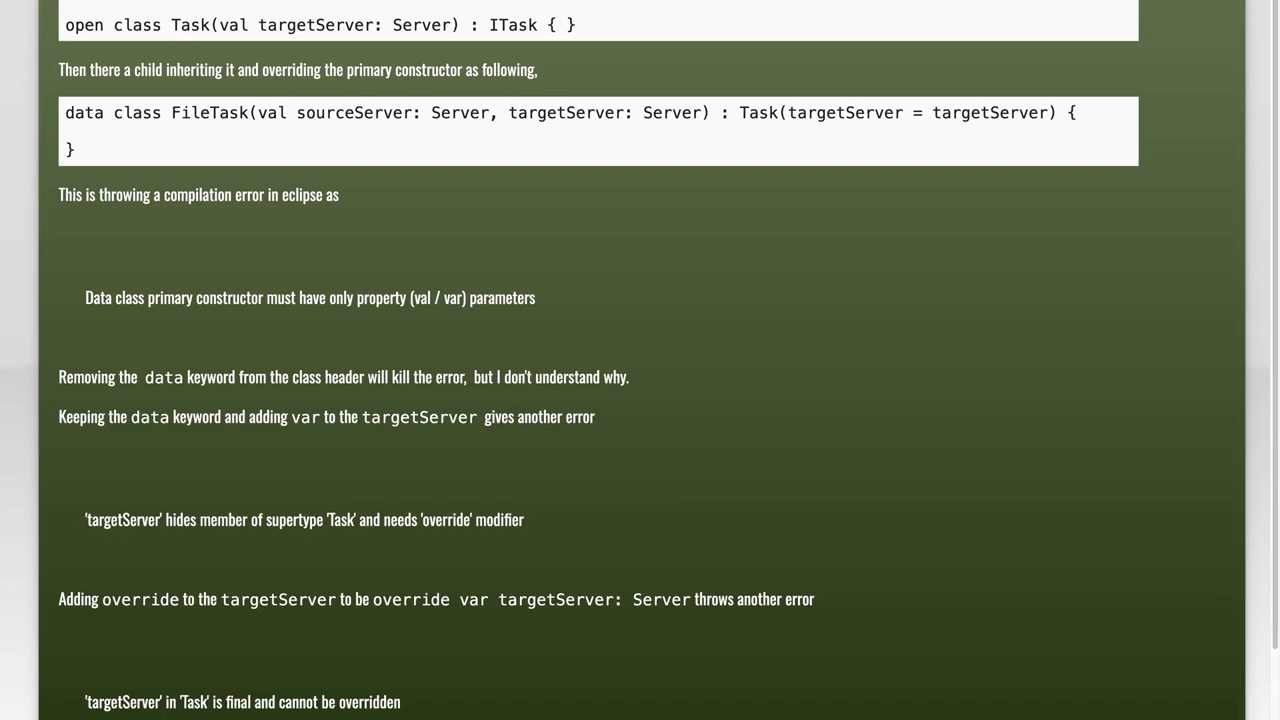 open class Task(val targetServer: Server) : ITask { }
Then there a child inheriting it and overriding the primary constructor as following,
data class FileTask(val sourceServer: Server, targetServer: Server) : Task(targetServer = targetServer) {
}
This is throwing a compilation error in eclipse as
Data class primary constructor must have only property (val / var) parameters
Removing the data keyword from the class header will kill the error, but I don't understand why.
Keeping the data keyword and adding var to the targetServer gives another error
'targetServer' hides member of supertype 'Task' and needs 'override' modifier
Adding override to the targetServer to be override var targetServer: Server throws another error
'targetServer' in 'Task' is final and cannot be overridden